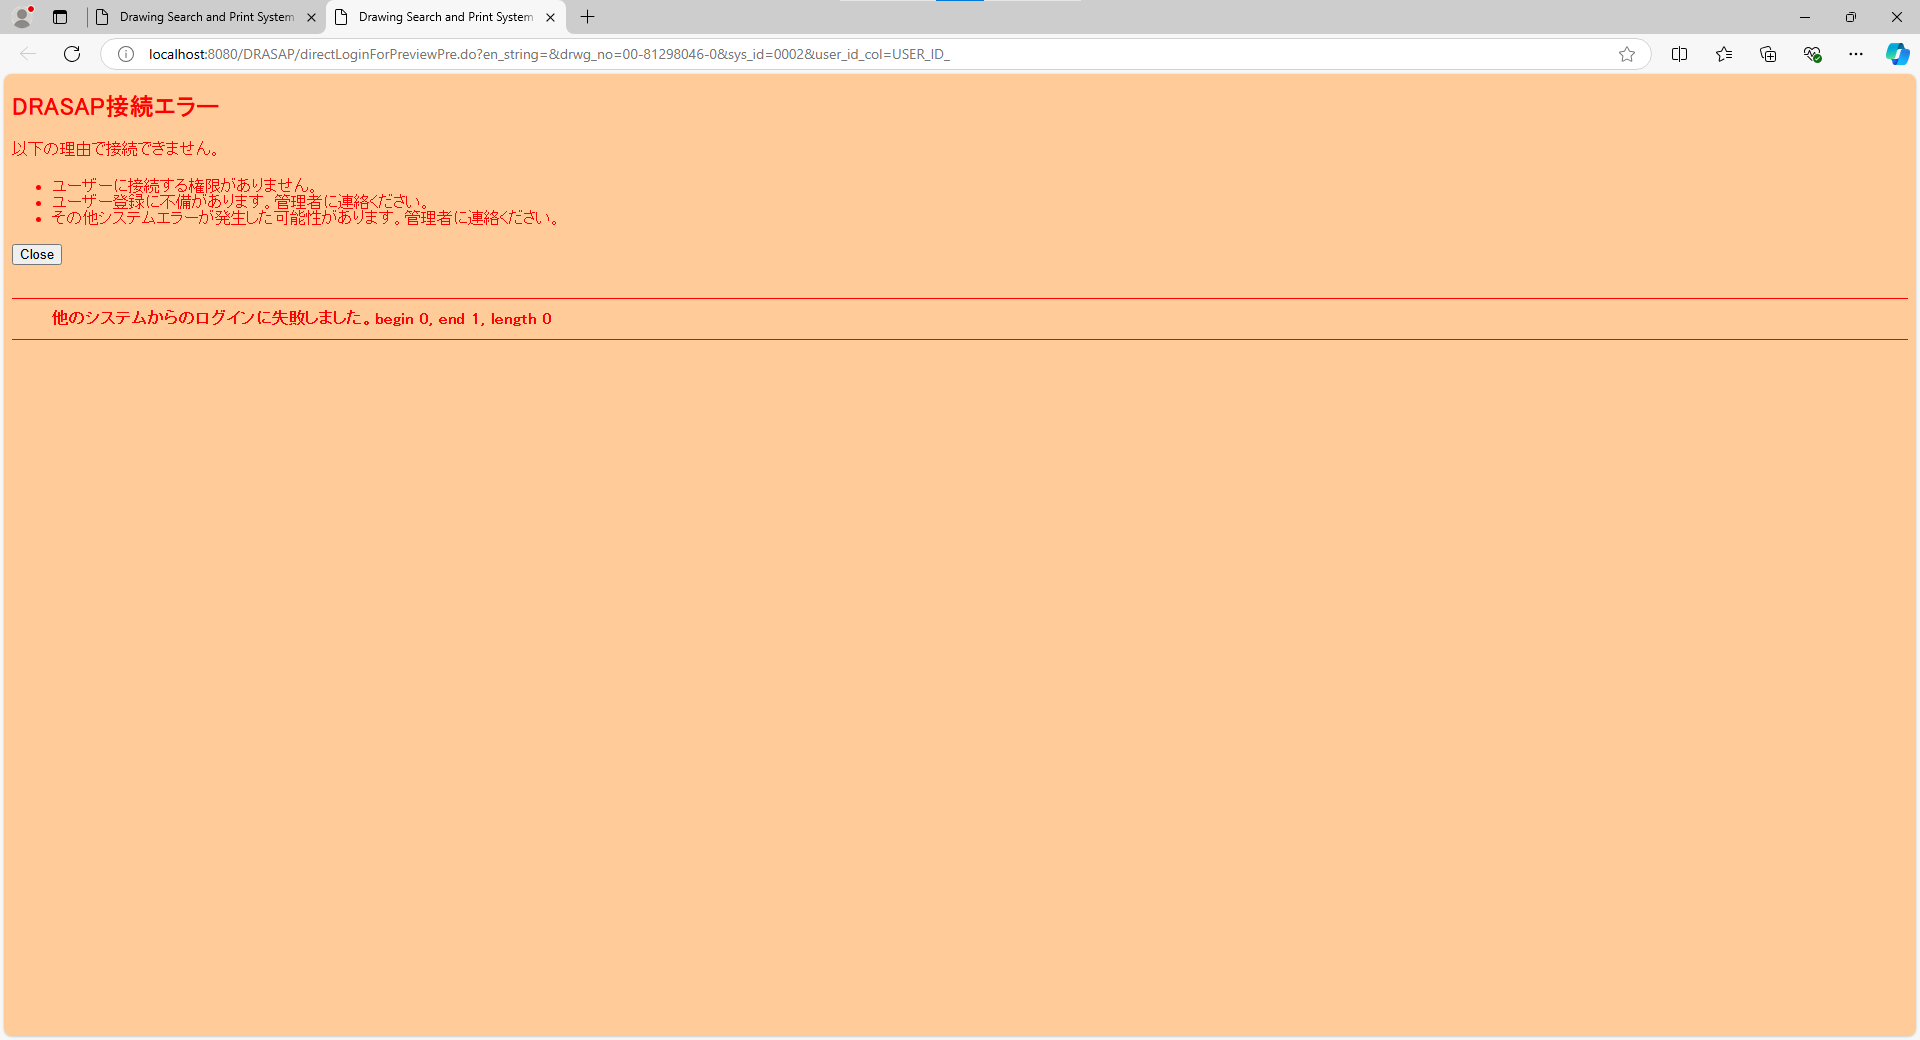 Drawing Search and Print System
Drawing Search and Print System
localhost:8080/DRASAP/directLoginForPreviewPre.do?en_string=&drwg_no=00-81298046-0&sys_id=0002&user_id_col=USER_ID_
DRASAP接続エラー
以下の理由で接続できません。
ユーザーに接続する権限がありません。
ユーザー登録に不備があります。管理者に連絡ください。
その他システムエラーが発生した可能性があります。管理者に連絡ください。
Close
他のシステムからのログインに失敗しました。begin 0, end 1, length 0